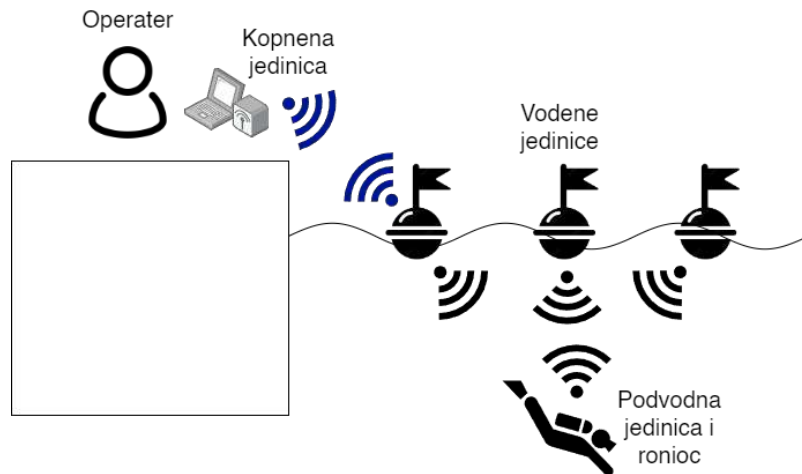 Operater
Kopnena
jedinica
Vodene
jedinice
Podvodna
jedinica i
ronioc